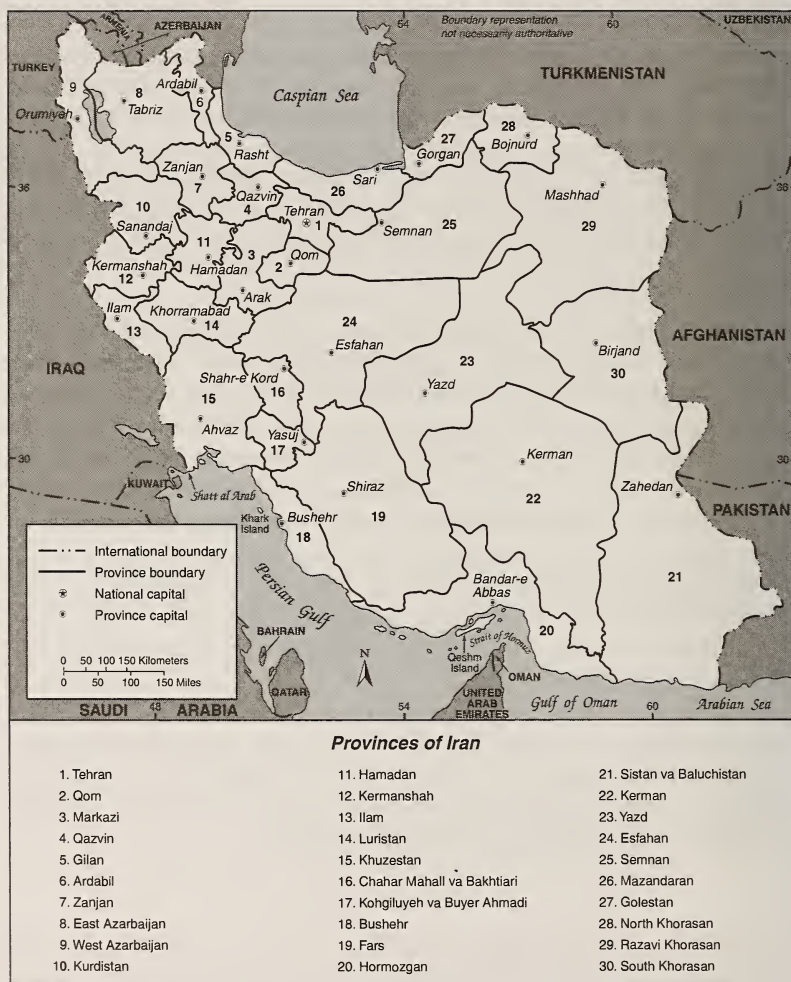 54
Boundary representation
not necessarily authoritative
60
UZBEKISTAN
ARMENIA
AZERBAIJAN
TURKEY
TURKMENISTAN
9
8
Ardabil
6
Tabriz
Orumiyeh
Caspian Sea
5
Rasht
27
Gorgan
28
Bojnurd
Zanjan
7
Sari
26
36
36
Qazvin
4
Mashhad
10
Tehran
1
Semnan
25
29
Sanandaj
11
3
Hamadan
2
Qom
Kermanshah
12
Arak
Ilam
13
Khorramabad
14
24
Esfahan
AFGHANISTAN
Birjand
30
IRAQ
23
Yazd
Shahr-e Kord
16
15
Ahvaz
Yasuj
17
30
30
Kerman
KUWAIT
Shatt al Arab
Shiraz
19
22
Zahedan
PAKISTAN
Khark
Island
Bushehr
18
21
International boundary
Province boundary
National capital
Province capital
0 50 100 150 Kilometers
0 50 100 150 Miles
Persian Gulf
Bandar-e
Abbas
20
Strait of Hormuz
Qeshm
Island
BAHRAIN
N
QATAR
OMAN
UNITED
ARAB
EMIRATES
Gulf of Oman
Arabian Sea
SAUDI ARABIA
48
54
60
Provinces of Iran
1. Tehran
2. Qom
3. Markazi
4. Qazvin
5. Gilan
6. Ardabil
7. Zanjan
8. East Azarbaijan
9. West Azarbaijan
10. Kurdistan
11. Hamadan
12. Kermanshah
13. Ilam
14. Luristan
15. Khuzestan
16. Chahar Mahall va Bakhtiari
17. Kohgiluyeh va Buyer Ahmadi
18. Bushehr
19. Fars
20. Hormozgan
21. Sistan va Baluchistan
22. Kerman
23. Yazd
24. Esfahan
25. Semnan
26. Mazandaran
27. Golestan
28. North Khorasan
29. Razavi Khorasan
30. South Khorasan